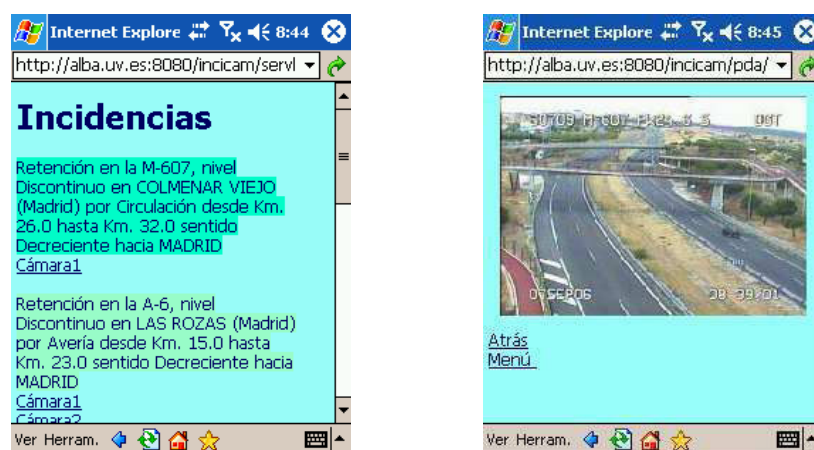 Internet Explore 8:44
http://alba.uv.es:8080/incicam/servl
Incidencias
Retención en la M-607, nivel
Discontinuo en COLMENAR VIEJO
(Madrid) por Circulación desde Km.
26.0 hasta Km. 32.0 sentido
Decreciente hacia MADRID
Cámara1
Retención en la A-6, nivel
Discontinuo en LAS ROZAS (Madrid)
por Avería desde Km. 15.0 hasta
Km. 23.0 sentido Decreciente hacia
MADRID
Cámara1
Cámara2
Ver Herram.
Internet Explore 8:45
http://alba.uv.es:8080/incicam/pda/
M-607
DGT
07SEP06
Atrás
Menú
Ver Herram.